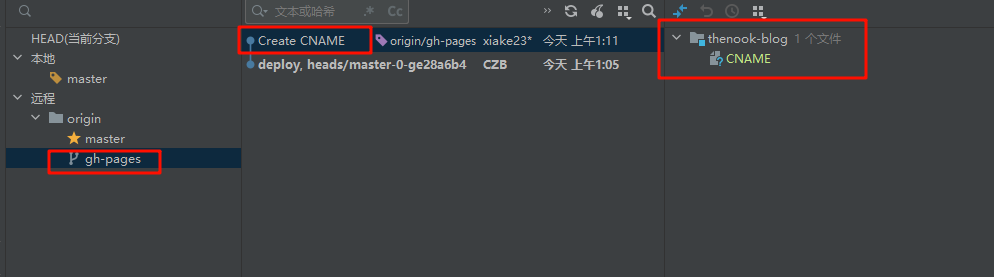 文本或哈希 .* Cc
HEAD(当前分支)
本地
master
远程
origin
master
gh-pages
Create CNAME origin/gh-pages xiake23* 今天 上午1:11
deploy, heads/master-0-ge28a6b4 CZB 今天 上午1:05
thenook-blog 1 个文件
CNAME